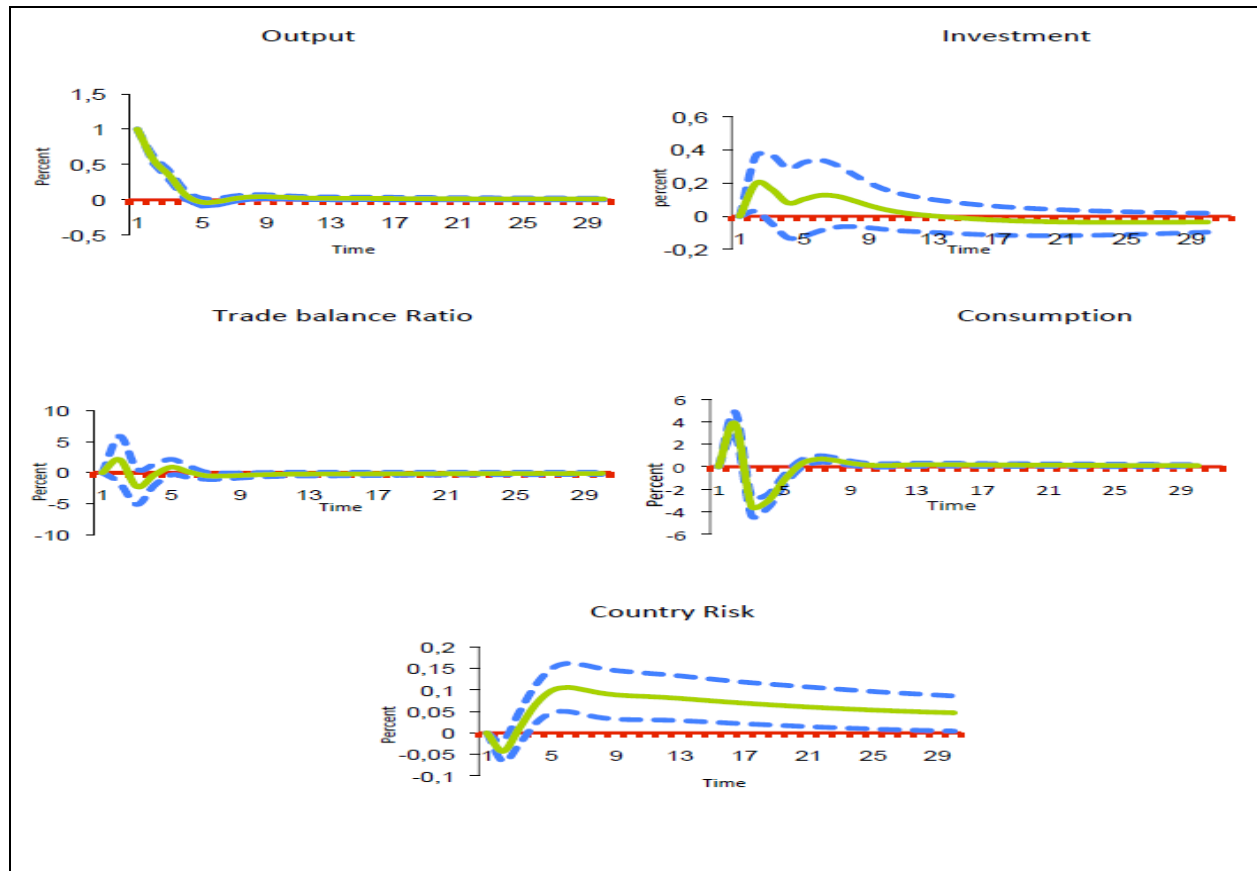 Output
1,5
1
0,5
0
-0,5
Percent
1 5 9 13 17 21 25 29
Time
Investment
0,6
0,4
0,2
0
-0,2
percent
1 5 9 13 17 21 25 29
Time
Trade balance Ratio
10
5
0
-5
-10
Percent
1 5 9 13 17 21 25 29
Time
Consumption
6
4
2
0
-2
-4
-6
Percent
1 5 9 13 17 21 25 29
Time
Country Risk
0,2
0,15
0,1
0,05
0
-0,05
-0,1
Percent
1 5 9 13 17 21 25 29
Time